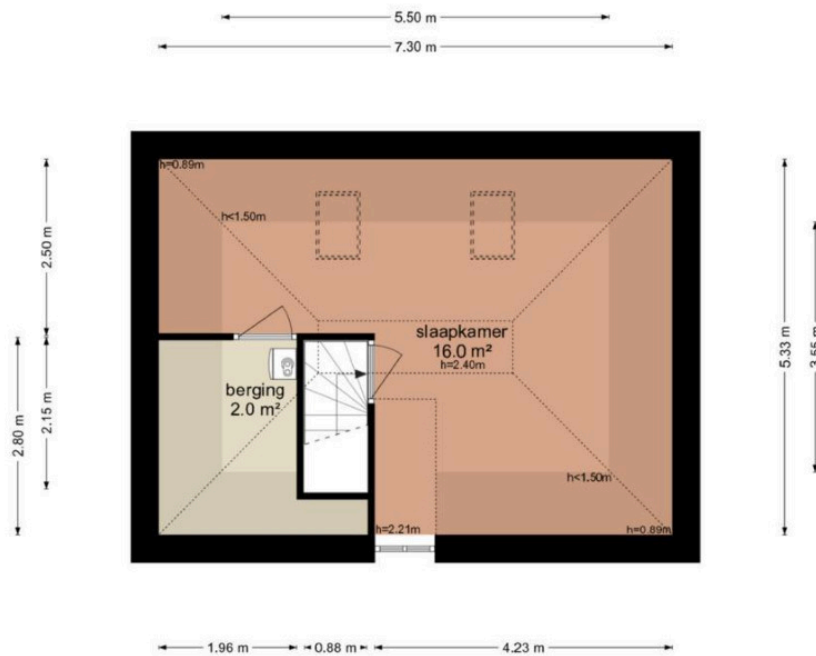 5.50 m
7.30 m
h=0.89m
h<1.50m
2.50 m
slaapkamer
16.0 m²
h=2.40m
5.33 m
3.55 m
berging
2.0 m²
2.15 m
2.80 m
h<1.50m
h=2.21m
h=0.89m
1.96 m
0.88 m
4.23 m